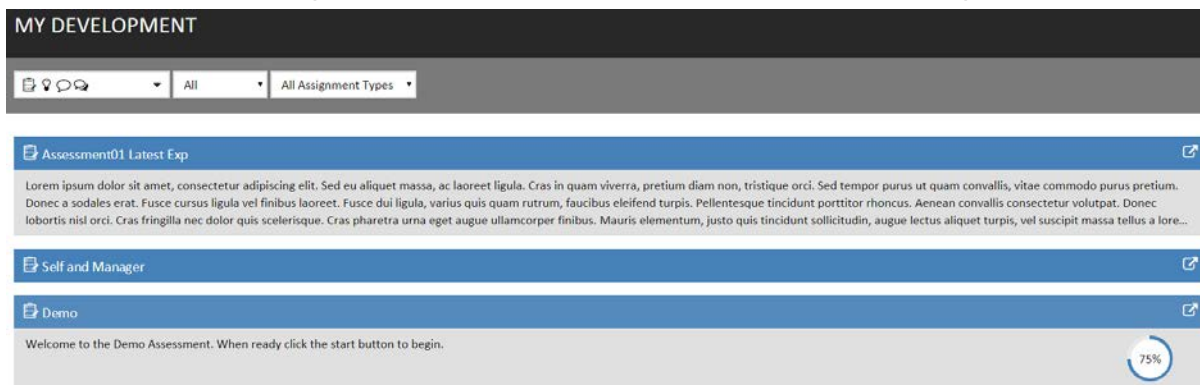 MY DEVELOPMENT
All
All Assignment Types
Assessment01 Latest Exp
Lorem ipsum dolor sit amet, consectetur adipiscing elit. Sed eu aliquet massa, ac laoreet ligula. Cras in quam viverra, pretium diam non, tristique orci. Sed tempor purus ut quam convallis, vitae commodo purus pretium.
Donec a sodales erat. Fusce cursus ligula vel finibus laoreet. Fusce dui ligula, varius quis quam rutrum, faucibus eleifend turpis. Pellentesque tincidunt porttitor rhoncus. Aenean convallis consectetur volutpat. Donec
lobortis nisl orci. Cras fringilla nec dolor quis scelerisque. Cras pharetra urna eget augue ullamcorper finibus. Mauris elementum, justo quis tincidunt sollicitudin, augue lectus aliquet turpis, vel suscipit massa tellus a lore...
Self and Manager
Demo
Welcome to the Demo Assessment. When ready click the start button to begin.
75%